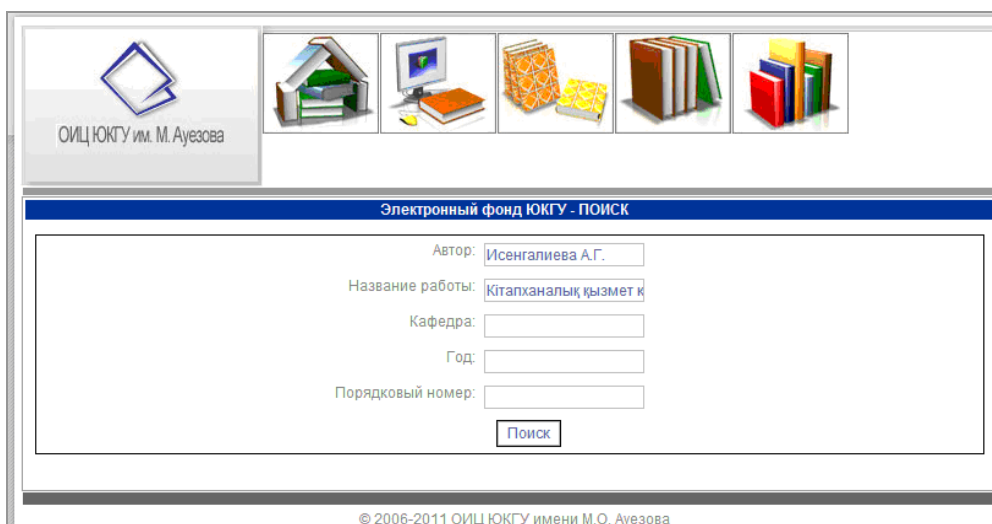 ОИЦ ЮКГУ им. М. Ауезова
Электронный фонд ЮКГУ - ПОИСК
Автор: Исенгалиева А.Г.
Название работы: Кітапханалық қызмет к
Кафедра:
Год:
Порядковый номер:
Поиск
© 2006-2011 ОИЦ ЮКГУ имени М.О. Ауезова